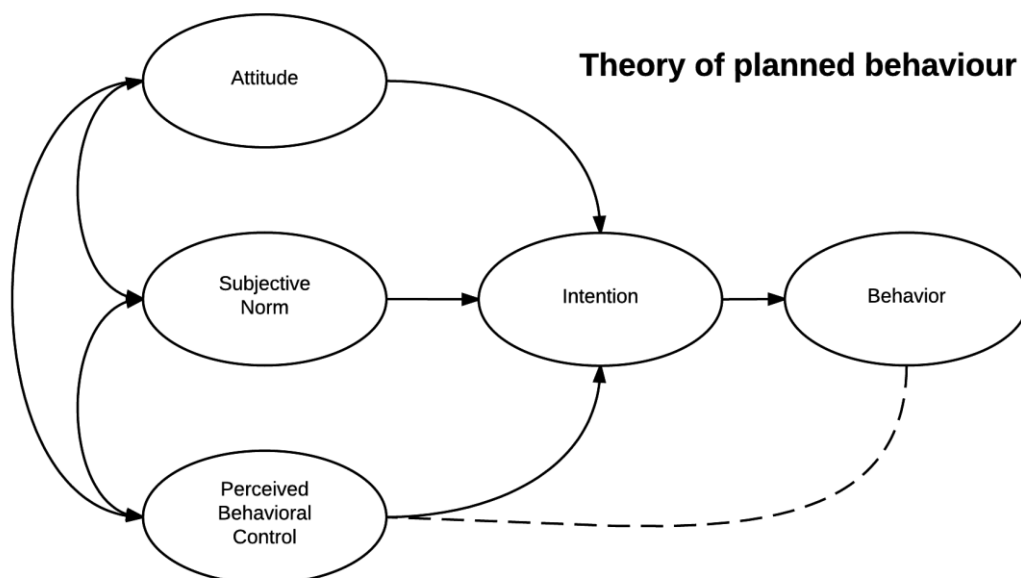 Theory of planned behaviour
Attitude
Subjective
Norm
Intention
Behavior
Perceived
Behavioral
Control